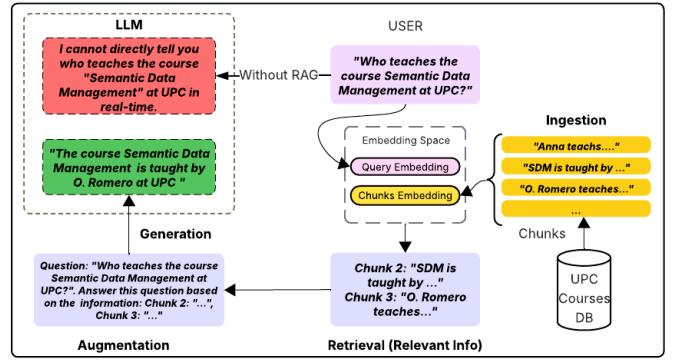 LLM
I cannot directly tell you
who teaches the course
"Semantic Data
Management" at UPC in
real-time.
"The course Semantic Data
Management is taught by
O. Romero at UPC "
USER
Without RAG
"Who teaches the
course Semantic Data
Management at UPC?"
Embedding Space
Query Embedding
Chunks Embedding
Ingestion
"Anna teachs...."
"SDM is taught by ..."
"O. Romero teaches..."
...
Chunks
UPC
Courses
DB
Chunk 2: "SDM is
taught by ..."
Chunk 3: "O. Romero
teaches..."
Retrieval (Relevant Info)
Generation
Question: "Who teaches the course
Semantic Data Management at
UPC?". Answer this question based
on the information: Chunk 2: "...",
Chunk 3: "..."
Augmentation